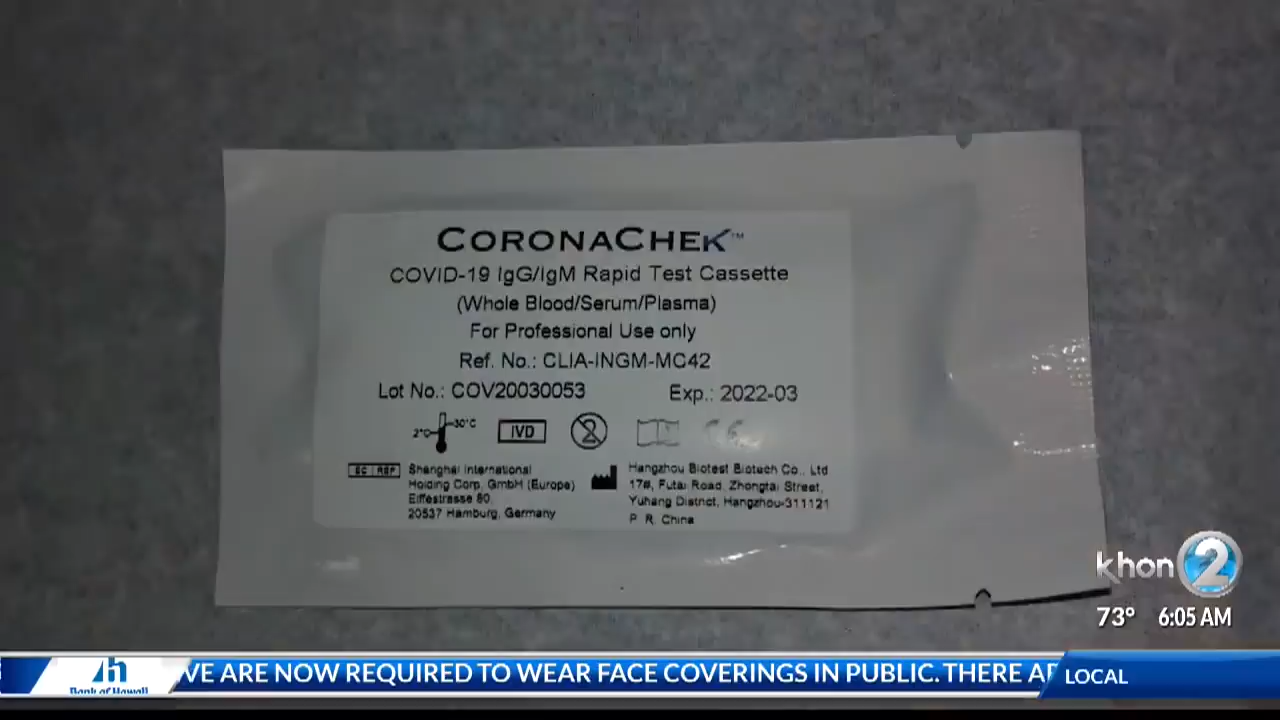 CORONACHEK™
COVID-19 IgG/IgM Rapid Test Cassette
(Whole Blood/Serum/Plasma)
For Professional Use only
Ref. No.: CLIA-INGM-MC42
Lot No.: COV20030053 Exp.: 2022-03
2°C 30°C IVD 2 CE
EC REP
Shanghai International
Holding Corp. GmbH (Europe)
Eiffestrasse 80,
20537 Hamburg, Germany
Hangzhou Biotest Biotech Co., Ltd
17#, Futai Road, Zhongtai Street,
Yuhang District, Hangzhou-311121
P. R. China
khon 2
73° 6:05 AM
Bank of Hawaii
VE ARE NOW REQUIRED TO WEAR FACE COVERINGS IN PUBLIC. THERE
LOCAL